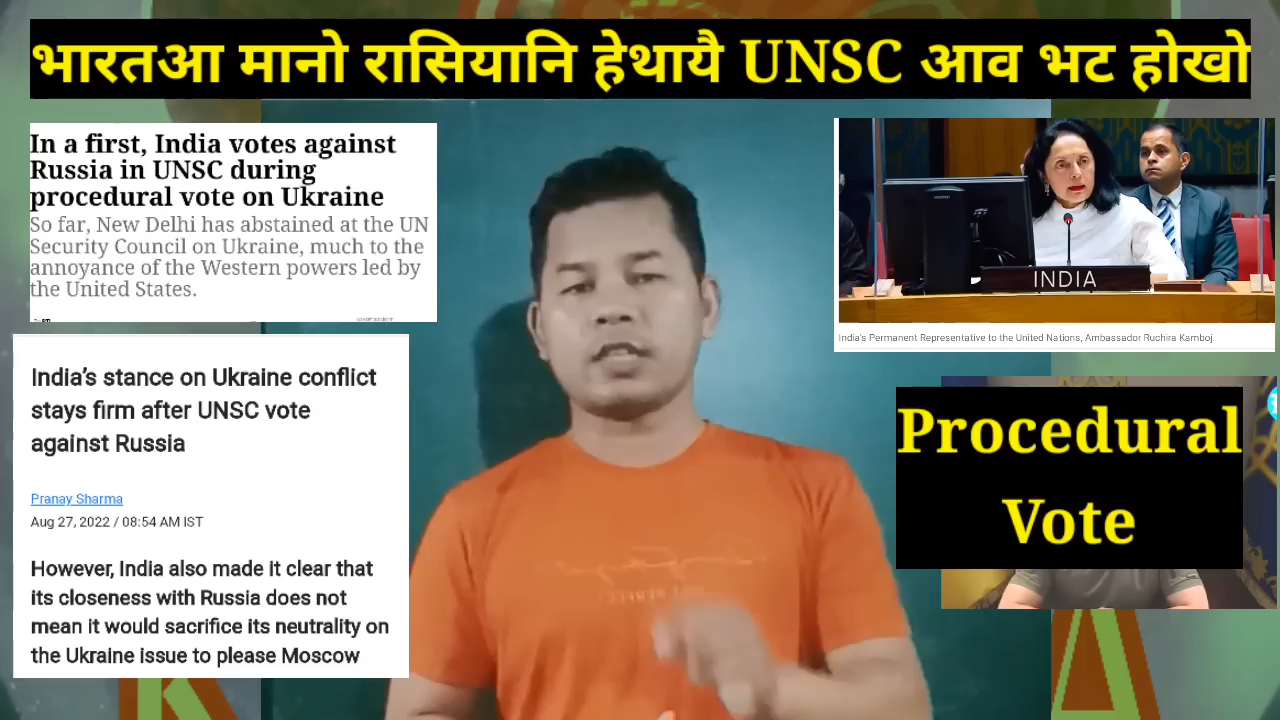 भारतआ मानो रासियानि हेथायै UNSC आव भट होखो
In a first, India votes against
Russia in UNSC during
procedural vote on Ukraine
So far, New Delhi has abstained at the UN
Security Council on Ukraine, much to the
annoyance of the Western powers led by
the United States.
India’s stance on Ukraine conflict
stays firm after UNSC vote
against Russia
Pranay Sharma
Aug 27, 2022 / 08:54 AM IST
However, India also made it clear that
its closeness with Russia does not
mean it would sacrifice its neutrality on
the Ukraine issue to please Moscow
INDIA
India's Permanent Representative to the United Nations, Ambassador Ruchira Kamboj.
Procedural
Vote